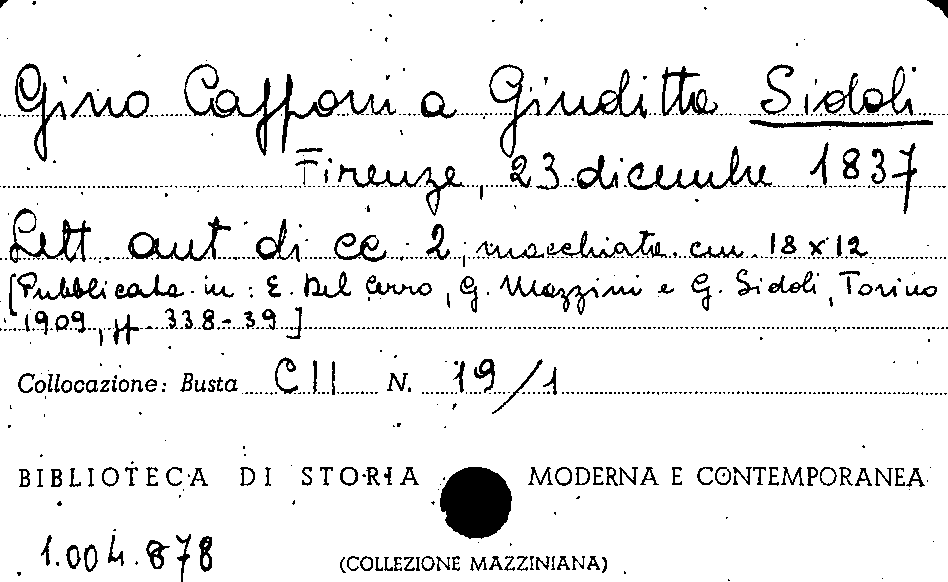 Gino Capponi a Giuditta Sidoli
Firenze, 23 dicembre 1837
Lett. aut. di cc. 2, macchiata. cm. 18 x 12
[Pubblicata in: E. Del Cerro, G. Mazzini e G. Sidoli, Torino
1909, pp. 338-39]
Collocazione: Busta CII N. 19/1
BIBLIOTECA DI STORIA MODERNA E CONTEMPORANEA
1.004.878
(COLLEZIONE MAZZINIANA)